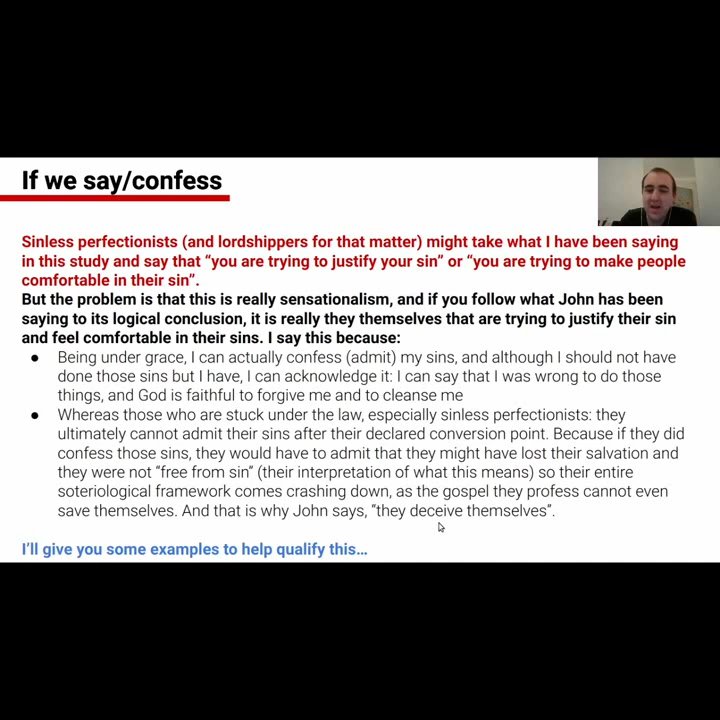 If we say/confess
Sinless perfectionists (and lordshippers for that matter) might take what I have been saying
in this study and say that “you are trying to justify your sin” or “you are trying to make people
comfortable in their sin”.
But the problem is that this is really sensationalism, and if you follow what John has been
saying to its logical conclusion, it is really they themselves that are trying to justify their sin
and feel comfortable in their sins. I say this because:
● Being under grace, I can actually confess (admit) my sins, and although I should not have
done those sins but I have, I can acknowledge it: I can say that I was wrong to do those
things, and God is faithful to forgive me and to cleanse me
● Whereas those who are stuck under the law, especially sinless perfectionists: they
ultimately cannot admit their sins after their declared conversion point. Because if they did
confess those sins, they would have to admit that they might have lost their salvation and
they were not “free from sin” (their interpretation of what this means) so their entire
soteriological framework comes crashing down, as the gospel they profess cannot even
save themselves. And that is why John says, “they deceive themselves”.
I’ll give you some examples to help qualify this…